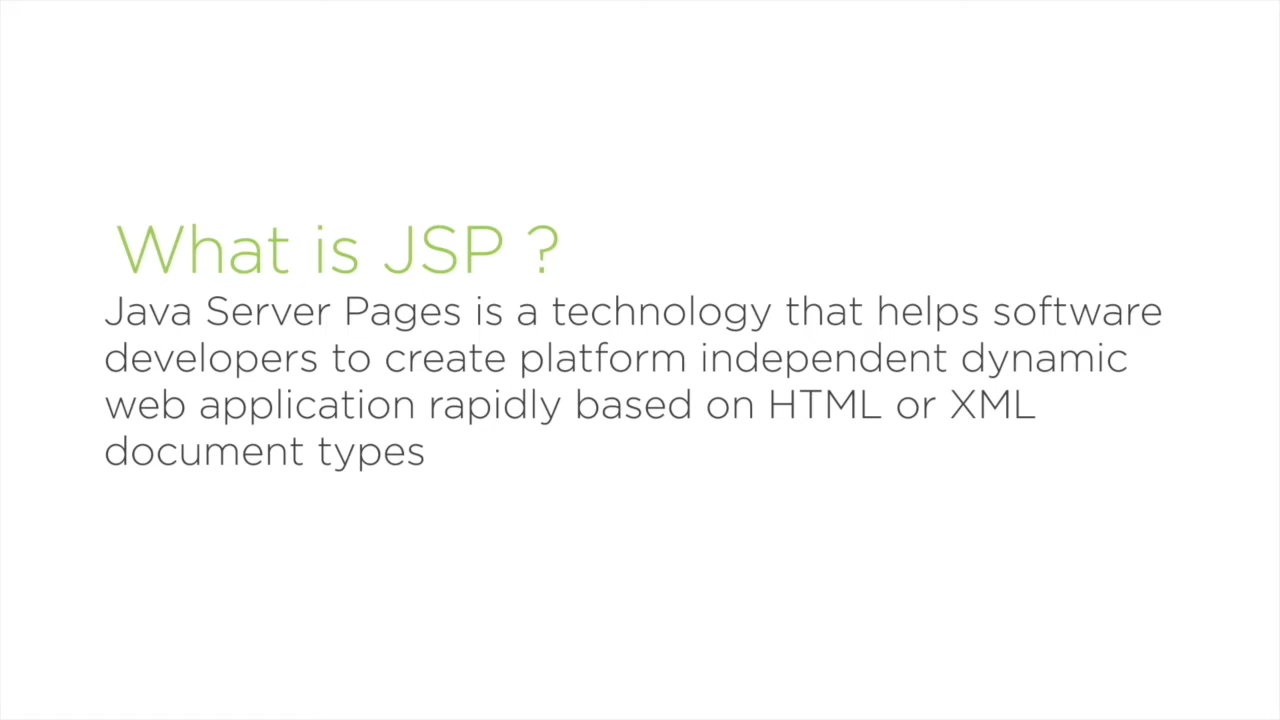 What is JSP ?
Java Server Pages is a technology that helps software
developers to create platform independent dynamic
web application rapidly based on HTML or XML
document types